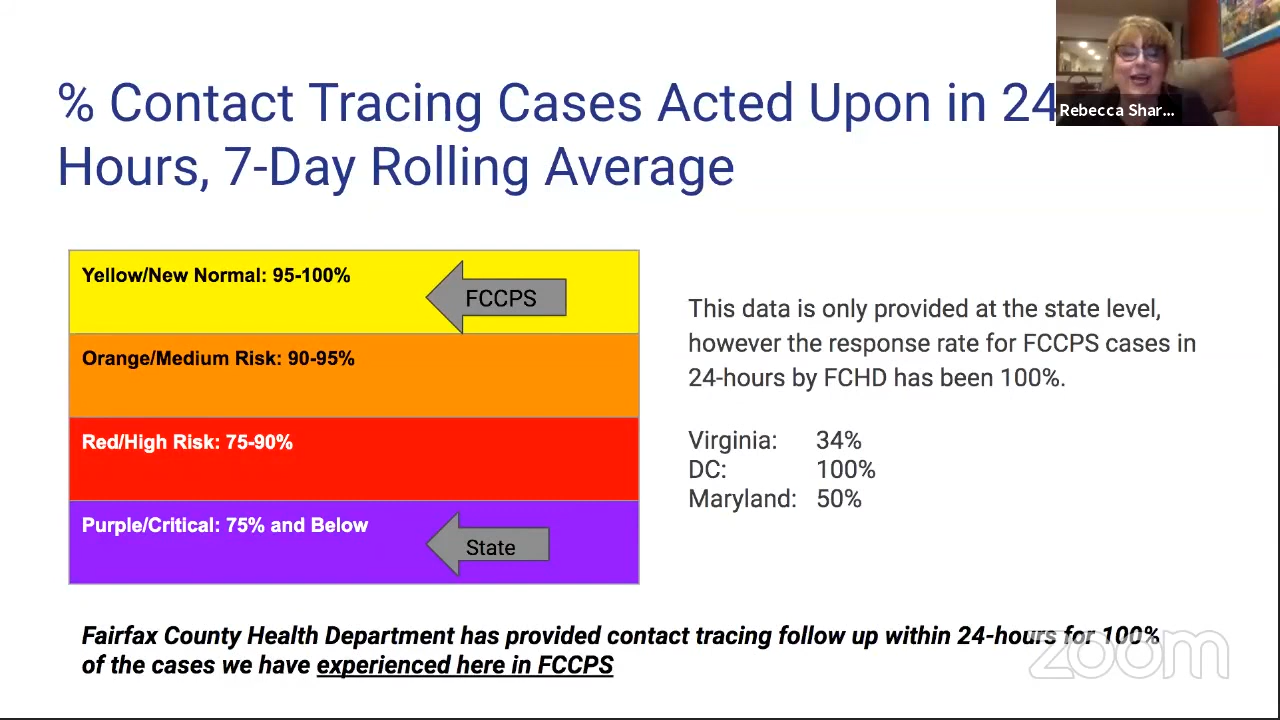 % Contact Tracing Cases Acted Upon in 24
Hours, 7-Day Rolling Average
Rebecca Shar...
Yellow/New Normal: 95-100%
FCCPS
Orange/Medium Risk: 90-95%
Red/High Risk: 75-90%
Purple/Critical: 75% and Below
State
This data is only provided at the state level,
however the response rate for FCCPS cases in
24-hours by FCHD has been 100%.
Virginia: 34%
DC: 100%
Maryland: 50%
Fairfax County Health Department has provided contact tracing follow up within 24-hours for 100%
of the cases we have experienced here in FCCPS
zoom